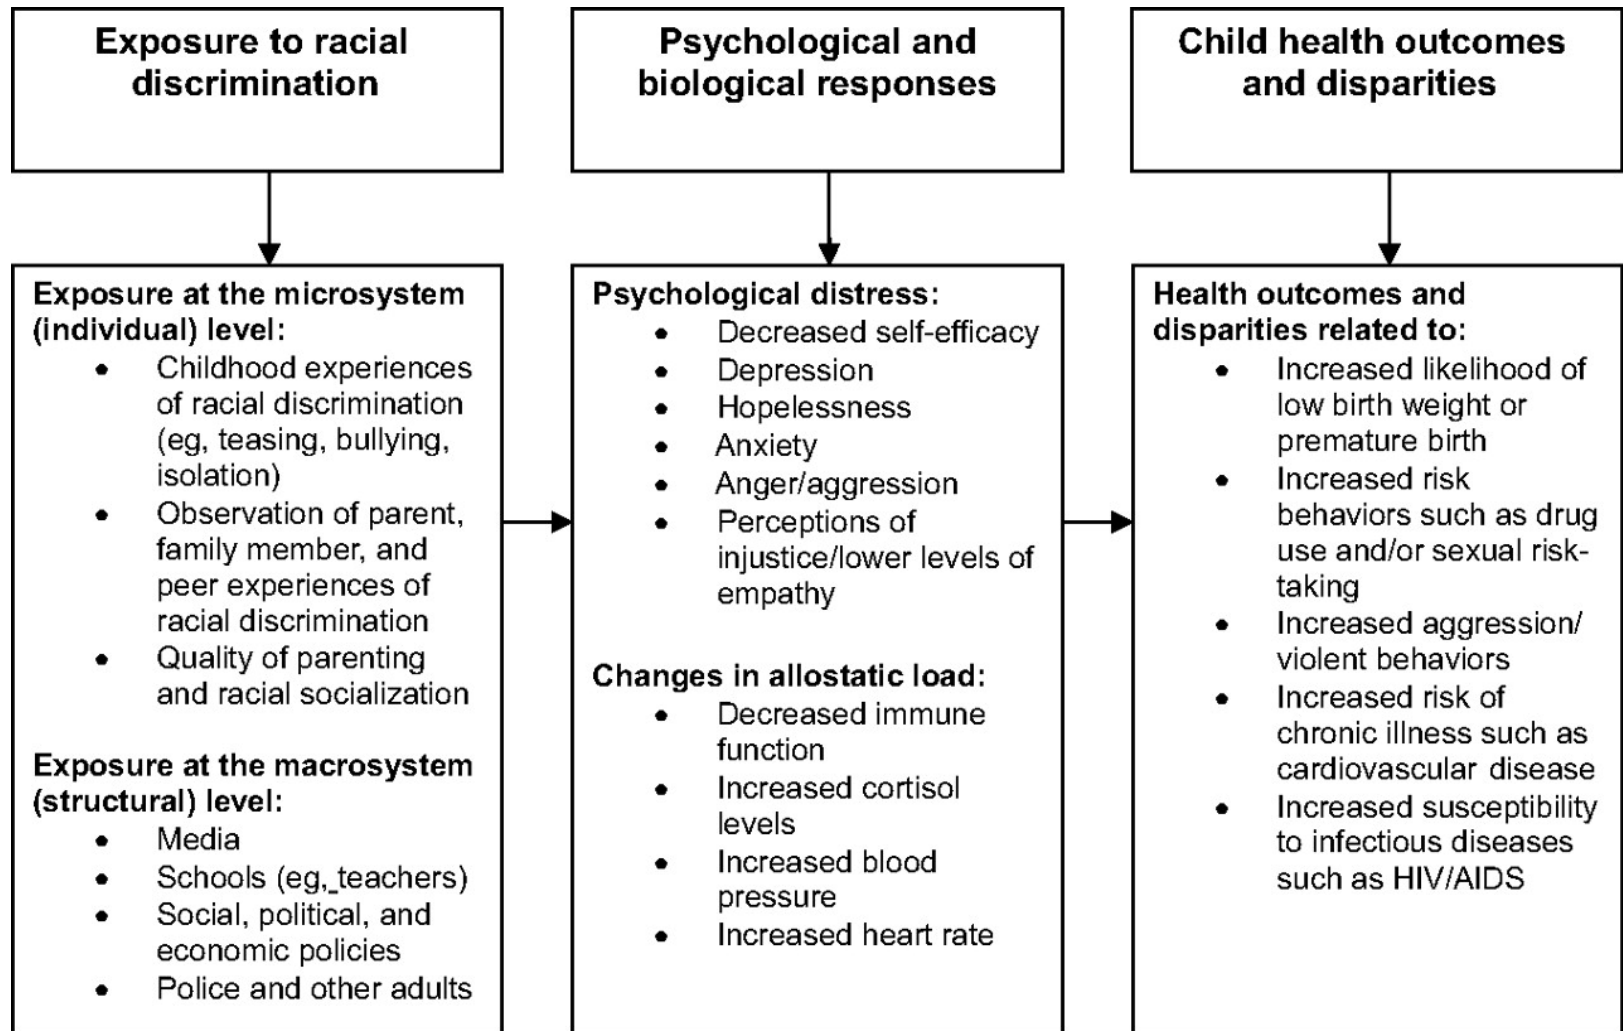 Exposure to racial
discrimination
Psychological and
biological responses
Child health outcomes
and disparities
Exposure at the microsystem
(individual) level:
• Childhood experiences
of racial discrimination
(eg, teasing, bullying,
isolation)
• Observation of parent,
family member, and
peer experiences of
racial discrimination
• Quality of parenting
and racial socialization
Exposure at the macrosystem
(structural) level:
• Media
• Schools (eg,_teachers)
• Social, political, and
economic policies
• Police and other adults
Psychological distress:
• Decreased self-efficacy
• Depression
• Hopelessness
• Anxiety
• Anger/aggression
• Perceptions of
injustice/lower levels of
empathy
Changes in allostatic load:
• Decreased immune
function
• Increased cortisol
levels
• Increased blood
pressure
• Increased heart rate
Health outcomes and
disparities related to:
• Increased likelihood of
low birth weight or
premature birth
• Increased risk
behaviors such as drug
use and/or sexual risk-
taking
• Increased aggression/
violent behaviors
• Increased risk of
chronic illness such as
cardiovascular disease
• Increased susceptibility
to infectious diseases
such as HIV/AIDS